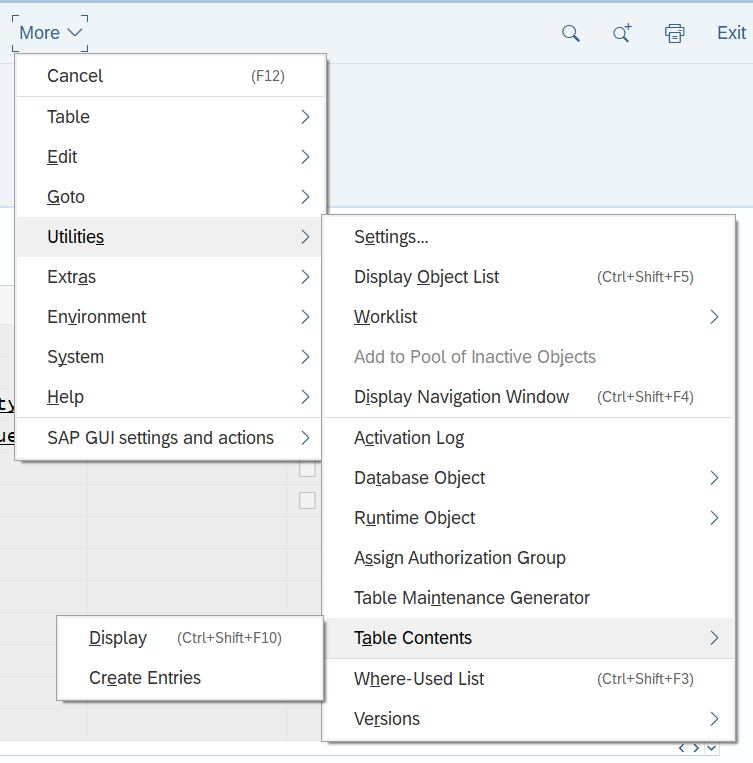 More
Exit
Cancel (F12)
Table
Edit
Goto
Utilities
Extras
Environment
System
Help
SAP GUI settings and actions
Settings...
Display Object List (Ctrl+Shift+F5)
Worklist
Add to Pool of Inactive Objects
Display Navigation Window (Ctrl+Shift+F4)
Activation Log
Database Object
Runtime Object
Assign Authorization Group
Table Maintenance Generator
Table Contents
Where-Used List (Ctrl+Shift+F3)
Versions
Display (Ctrl+Shift+F10)
Create Entries